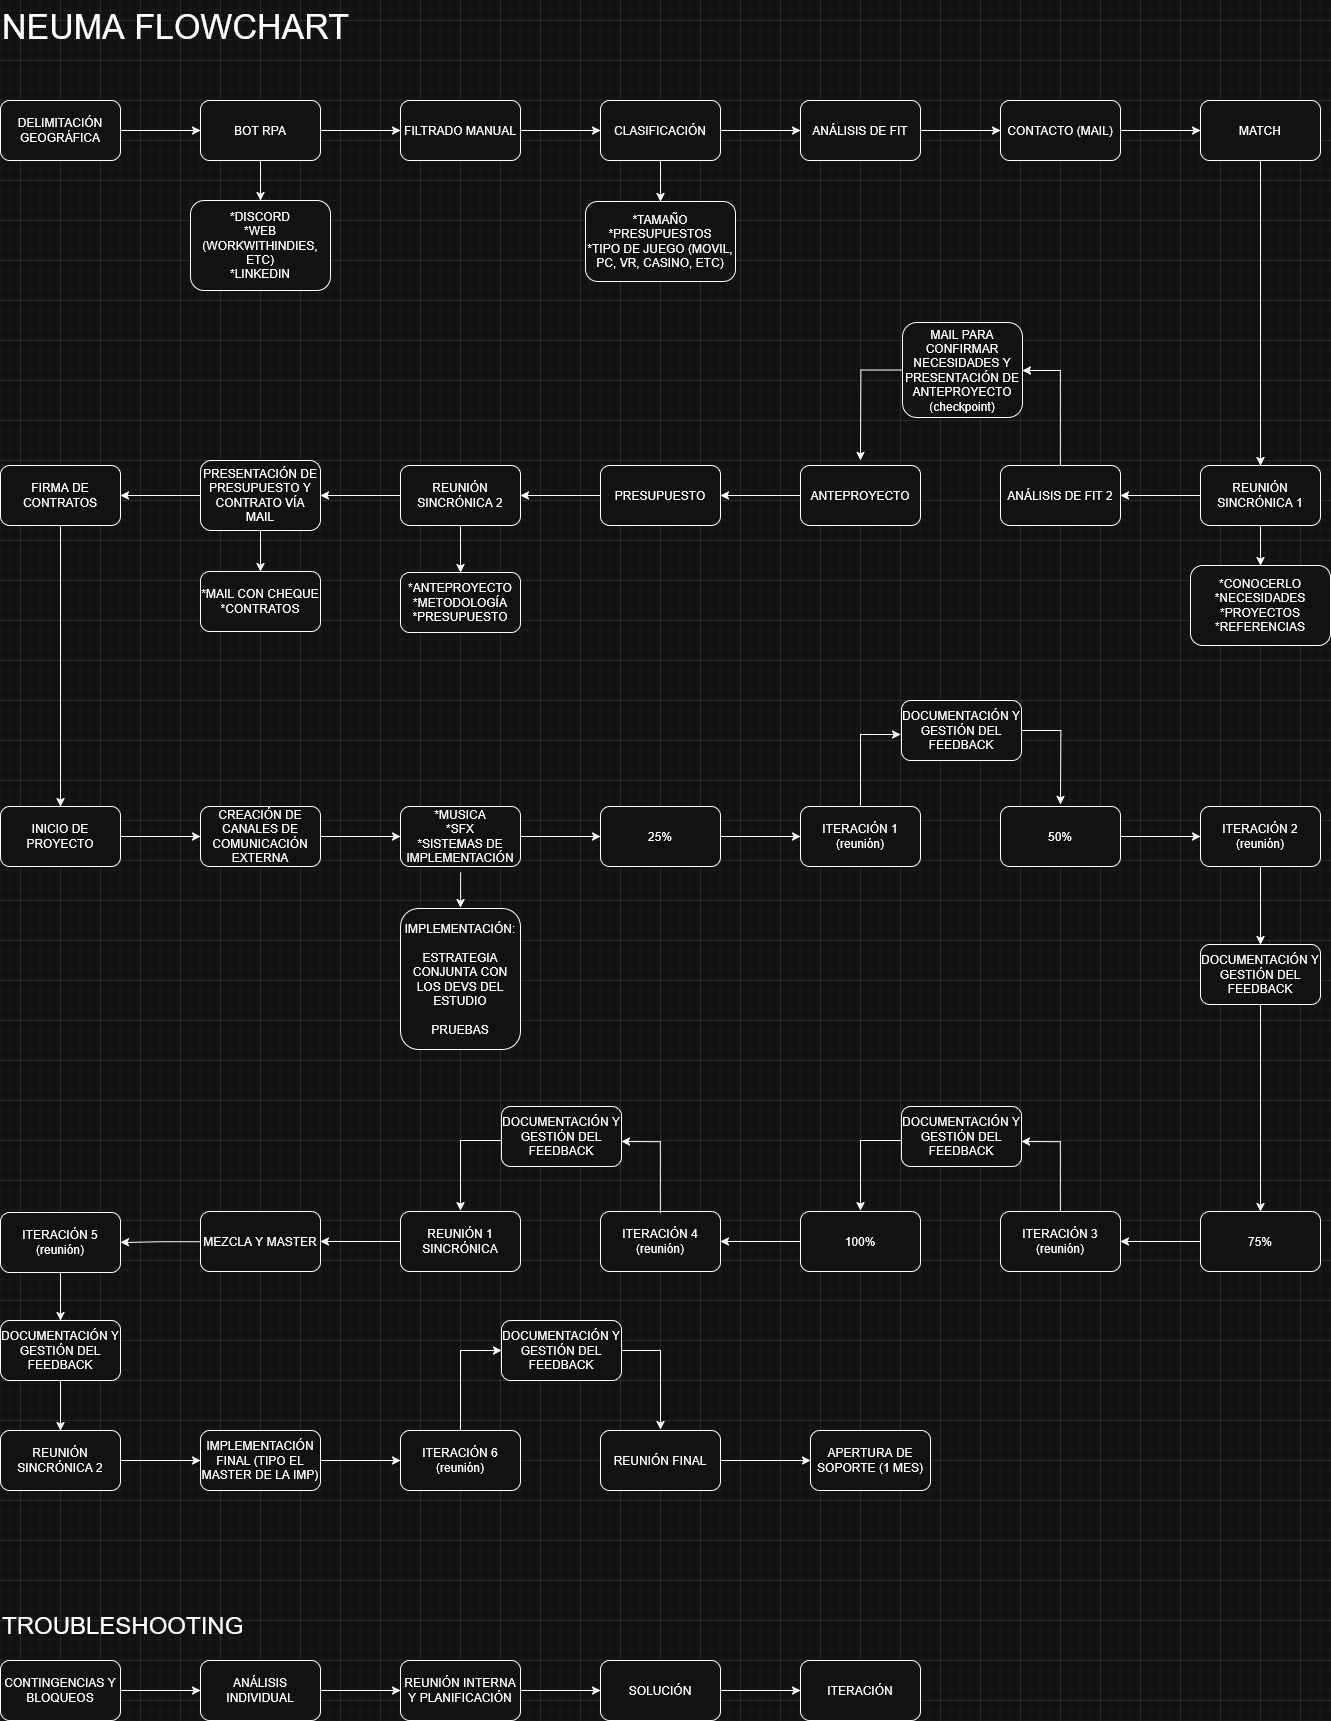 NEUMA FLOWCHART
DELIMITACIÓN
GEOGRÁFICA
BOT RPA
FILTRADO MANUAL
CLASIFICACIÓN
ANÁLISIS DE FIT
CONTACTO (MAIL)
MATCH
*DISCORD
*WEB
(WORKWITHINDIES,
ETC)
*LINKEDIN
*TAMAÑO
*PRESUPUESTOS
*TIPO DE JUEGO (MOVIL,
PC, VR, CASINO, ETC)
MAIL PARA
CONFIRMAR
NECESIDADES Y
PRESENTACIÓN DE
ANTEPROYECTO
(checkpoint)
REUNIÓN
SINCRÓNICA 1
ANÁLISIS DE FIT 2
ANTEPROYECTO
PRESUPUESTO
REUNIÓN
SINCRÓNICA 2
PRESENTACIÓN DE
PRESUPUESTO Y
CONTRATO VÍA
MAIL
FIRMA DE
CONTRATOS
*CONOCERLO
*NECESIDADES
*PROYECTOS
*REFERENCIAS
*ANTEPROYECTO
*METODOLOGÍA
*PRESUPUESTO
*MAIL CON CHEQUE
*CONTRATOS
INICIO DE
PROYECTO
CREACIÓN DE
CANALES DE
COMUNICACIÓN
EXTERNA
*MUSICA
*SFX
*SISTEMAS DE
IMPLEMENTACIÓN
IMPLEMENTACIÓN:
ESTRATEGIA
CONJUNTA CON
LOS DEVS DEL
ESTUDIO
PRUEBAS
25%
ITERACIÓN 1
(reunión)
DOCUMENTACIÓN Y
GESTIÓN DEL
FEEDBACK
50%
ITERACIÓN 2
(reunión)
DOCUMENTACIÓN Y
GESTIÓN DEL
FEEDBACK
75%
ITERACIÓN 3
(reunión)
DOCUMENTACIÓN Y
GESTIÓN DEL
FEEDBACK
100%
ITERACIÓN 4
(reunión)
DOCUMENTACIÓN Y
GESTIÓN DEL
FEEDBACK
REUNIÓN 1
SINCRÓNICA
MEZCLA Y MASTER
ITERACIÓN 5
(reunión)
DOCUMENTACIÓN Y
GESTIÓN DEL
FEEDBACK
REUNIÓN
SINCRÓNICA 2
IMPLEMENTACIÓN
FINAL (TIPO EL
MASTER DE LA IMP)
ITERACIÓN 6
(reunión)
DOCUMENTACIÓN Y
GESTIÓN DEL
FEEDBACK
REUNIÓN FINAL
APERTURA DE
SOPORTE (1 MES)
TROUBLESHOOTING
CONTINGENCIAS Y
BLOQUEOS
ANÁLISIS
INDIVIDUAL
REUNIÓN INTERNA
Y PLANIFICACIÓN
SOLUCIÓN
ITERACIÓN